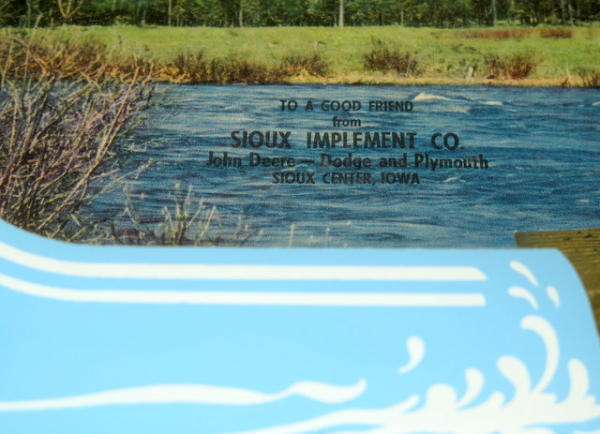 TO A GOOD FRIEND
from
SIOUX IMPLEMENT CO.
John Deere — Dodge and Plymouth
SIOUX CENTER, IOWA